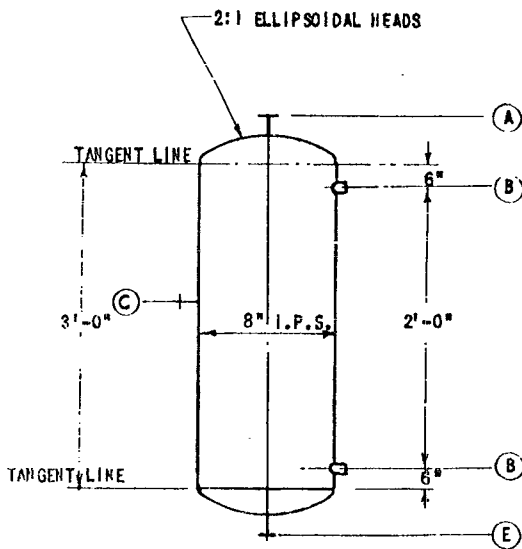 2:1 ELLIPSOIDAL HEADS
A
TANGENT LINE
6"
B
C
3'-0"
8" I.P.S.
2'-0"
B
TANGENT LINE
6"
E